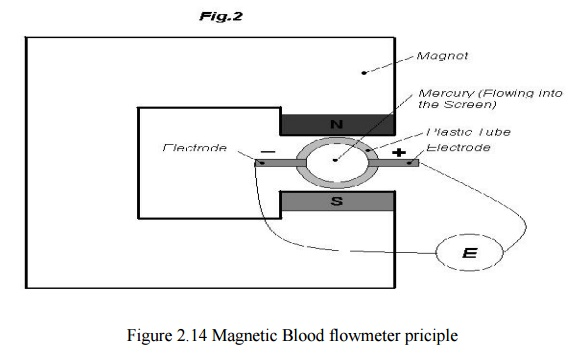 Fig.2
Magnet
Mercury (Flowing into
the Screen)
N
Plastic Tube
Electrode
−
+
Electrode
S
E
Figure 2.14 Magnetic Blood flowmeter priciple